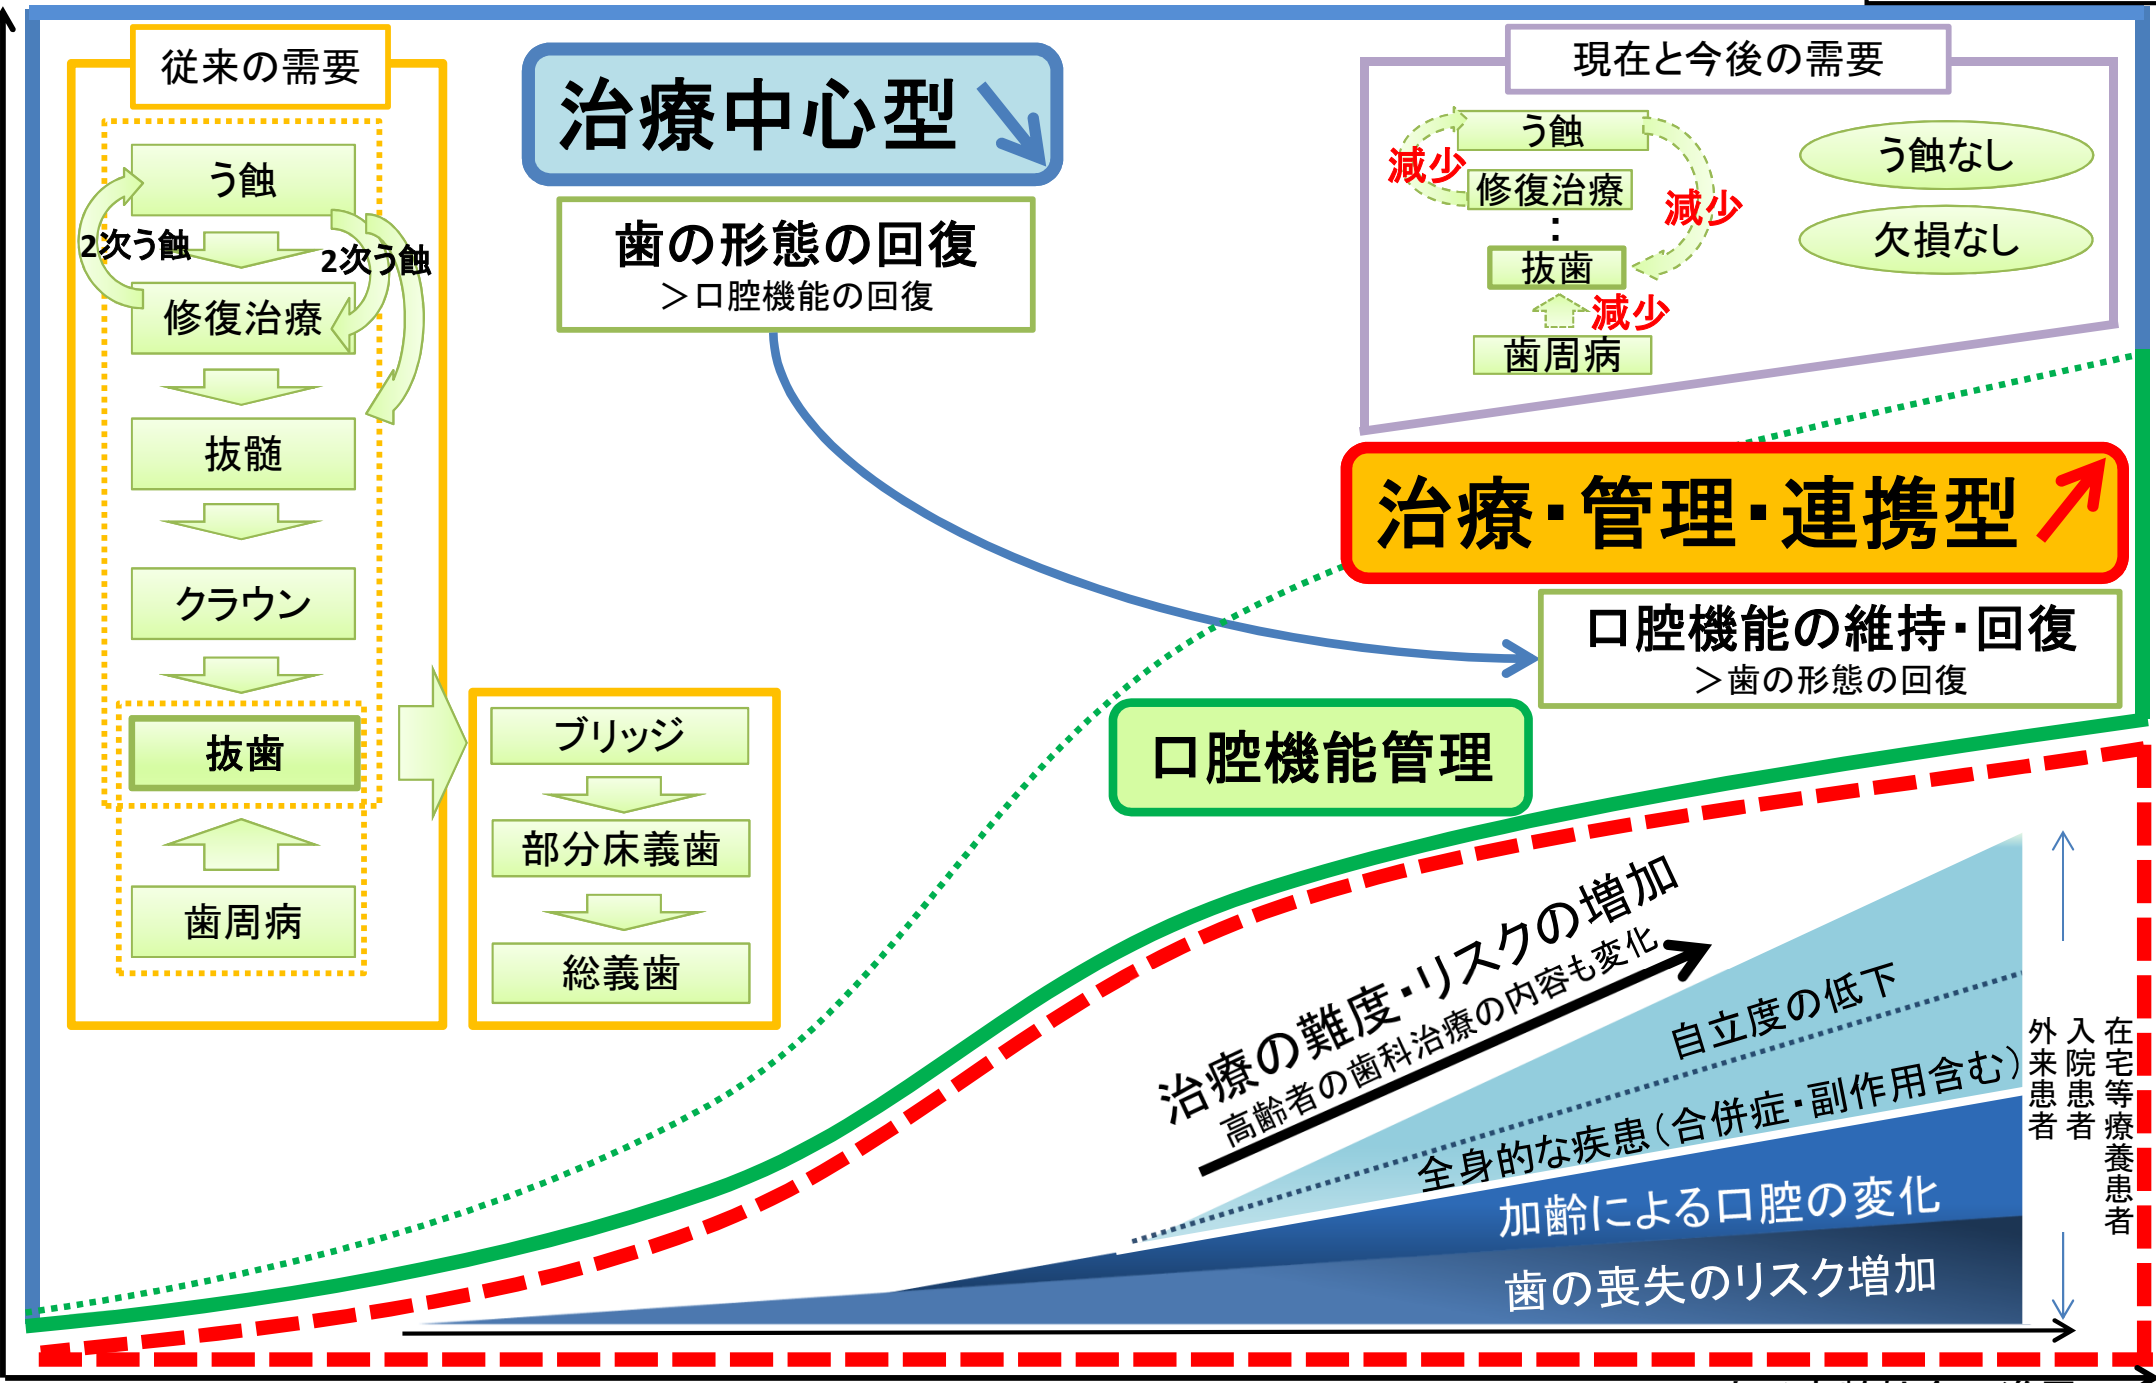 従来の需要
う蝕
2次う蝕
2次う蝕
修復治療
抜髄
クラウン
抜歯
歯周病
ブリッジ
部分床義歯
総義歯
治療中心型
歯の形態の回復
＞口腔機能の回復
現在と今後の需要
う蝕
減少
修復治療
減少
：
抜歯
減少
歯周病
う蝕なし
欠損なし
治療・管理・連携型
口腔機能の維持・回復
＞歯の形態の回復
口腔機能管理
治療の難度・リスクの増加
高齢者の歯科治療の内容も変化
自立度の低下
全身的な疾患（合併症・副作用含む）
加齢による口腔の変化
歯の喪失のリスク増加
在宅等療養患者
入院患者
外来患者